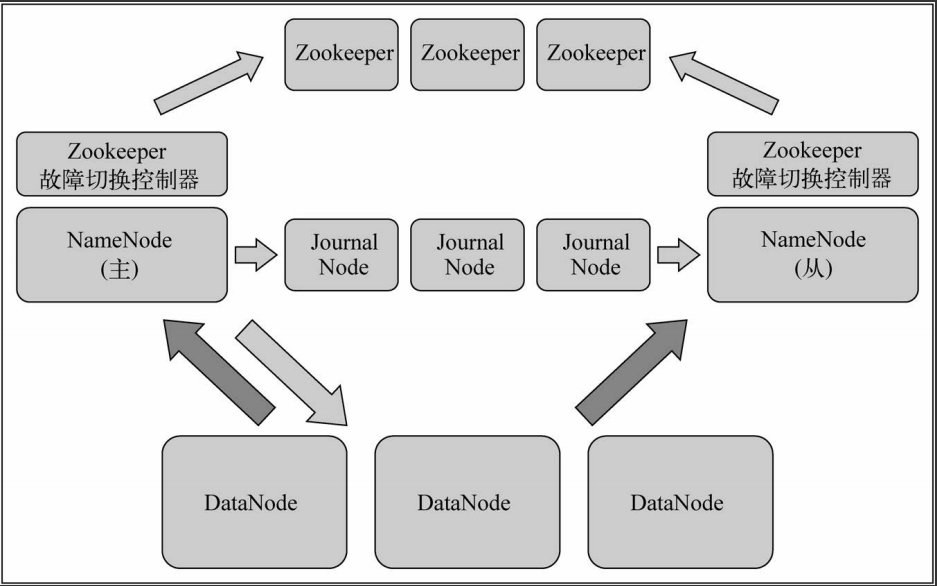 Zookeeper
Zookeeper
Zookeeper
Zookeeper
故障切换控制器
Zookeeper
故障切换控制器
NameNode
(主)
Journal
Node
Journal
Node
Journal
Node
NameNode
(从)
DataNode
DataNode
DataNode